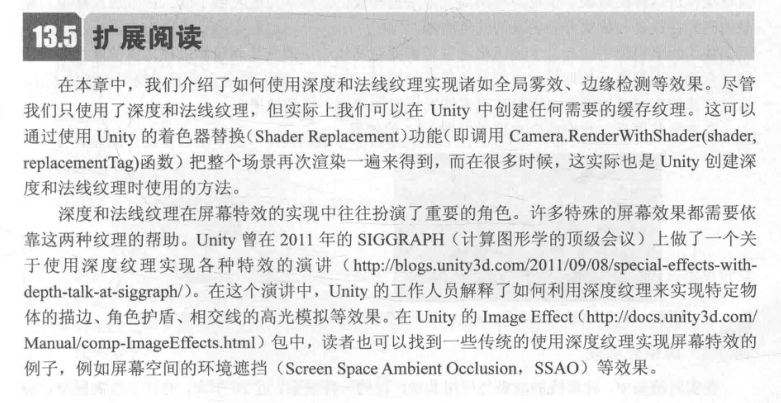 13.5 扩展阅读
在本章中，我们介绍了如何使用深度和法线纹理实现诸如全局雾效、边缘检测等效果。尽管
我们只使用了深度和法线纹理，但实际上我们可以在 Unity 中创建任何需要的缓存纹理。这可以
通过使用 Unity 的着色器替换（Shader Replacement）功能（即调用 Camera.RenderWithShader(shader,
replacementTag)函数）把整个场景再次渲染一遍来得到，而在很多时候，这实际也是 Unity 创建深
度和法线纹理时使用的方法。
深度和法线纹理在屏幕特效的实现中往往扮演了重要的角色。许多特殊的屏幕效果都需要依
靠这两种纹理的帮助。Unity 曾在 2011 年的 SIGGRAPH（计算图形学的顶级会议）上做了一个关
于使用深度纹理实现各种特效的演讲（http://blogs.unity3d.com/2011/09/08/special-effects-with-
depth-talk-at-siggraph/）。在这个演讲中，Unity 的工作人员解释了如何利用深度纹理来实现特定物
体的描边、角色护盾、相交线的高光模拟等效果。在 Unity 的 Image Effect（http://docs.unity3d.com/
Manual/comp-ImageEffects.html）包中，读者也可以找到一些传统的使用深度纹理实现屏幕特效的
例子，例如屏幕空间的环境遮挡（Screen Space Ambient Occlusion，SSAO）等效果。